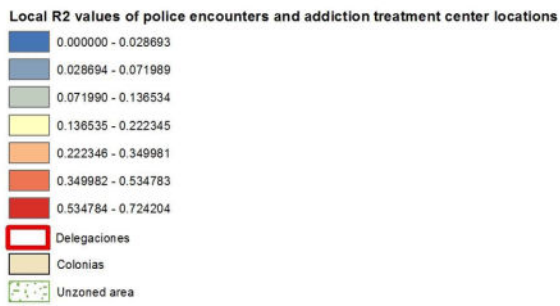 Local R2 values of police encounters and addiction treatment center locations
0.000000 - 0.028693
0.028694 - 0.071989
0.071990 - 0.136534
0.136535 - 0.222345
0.222346 - 0.349981
0.349982 - 0.534783
0.534784 - 0.724204
Delegaciones
Colonias
Unzoned area